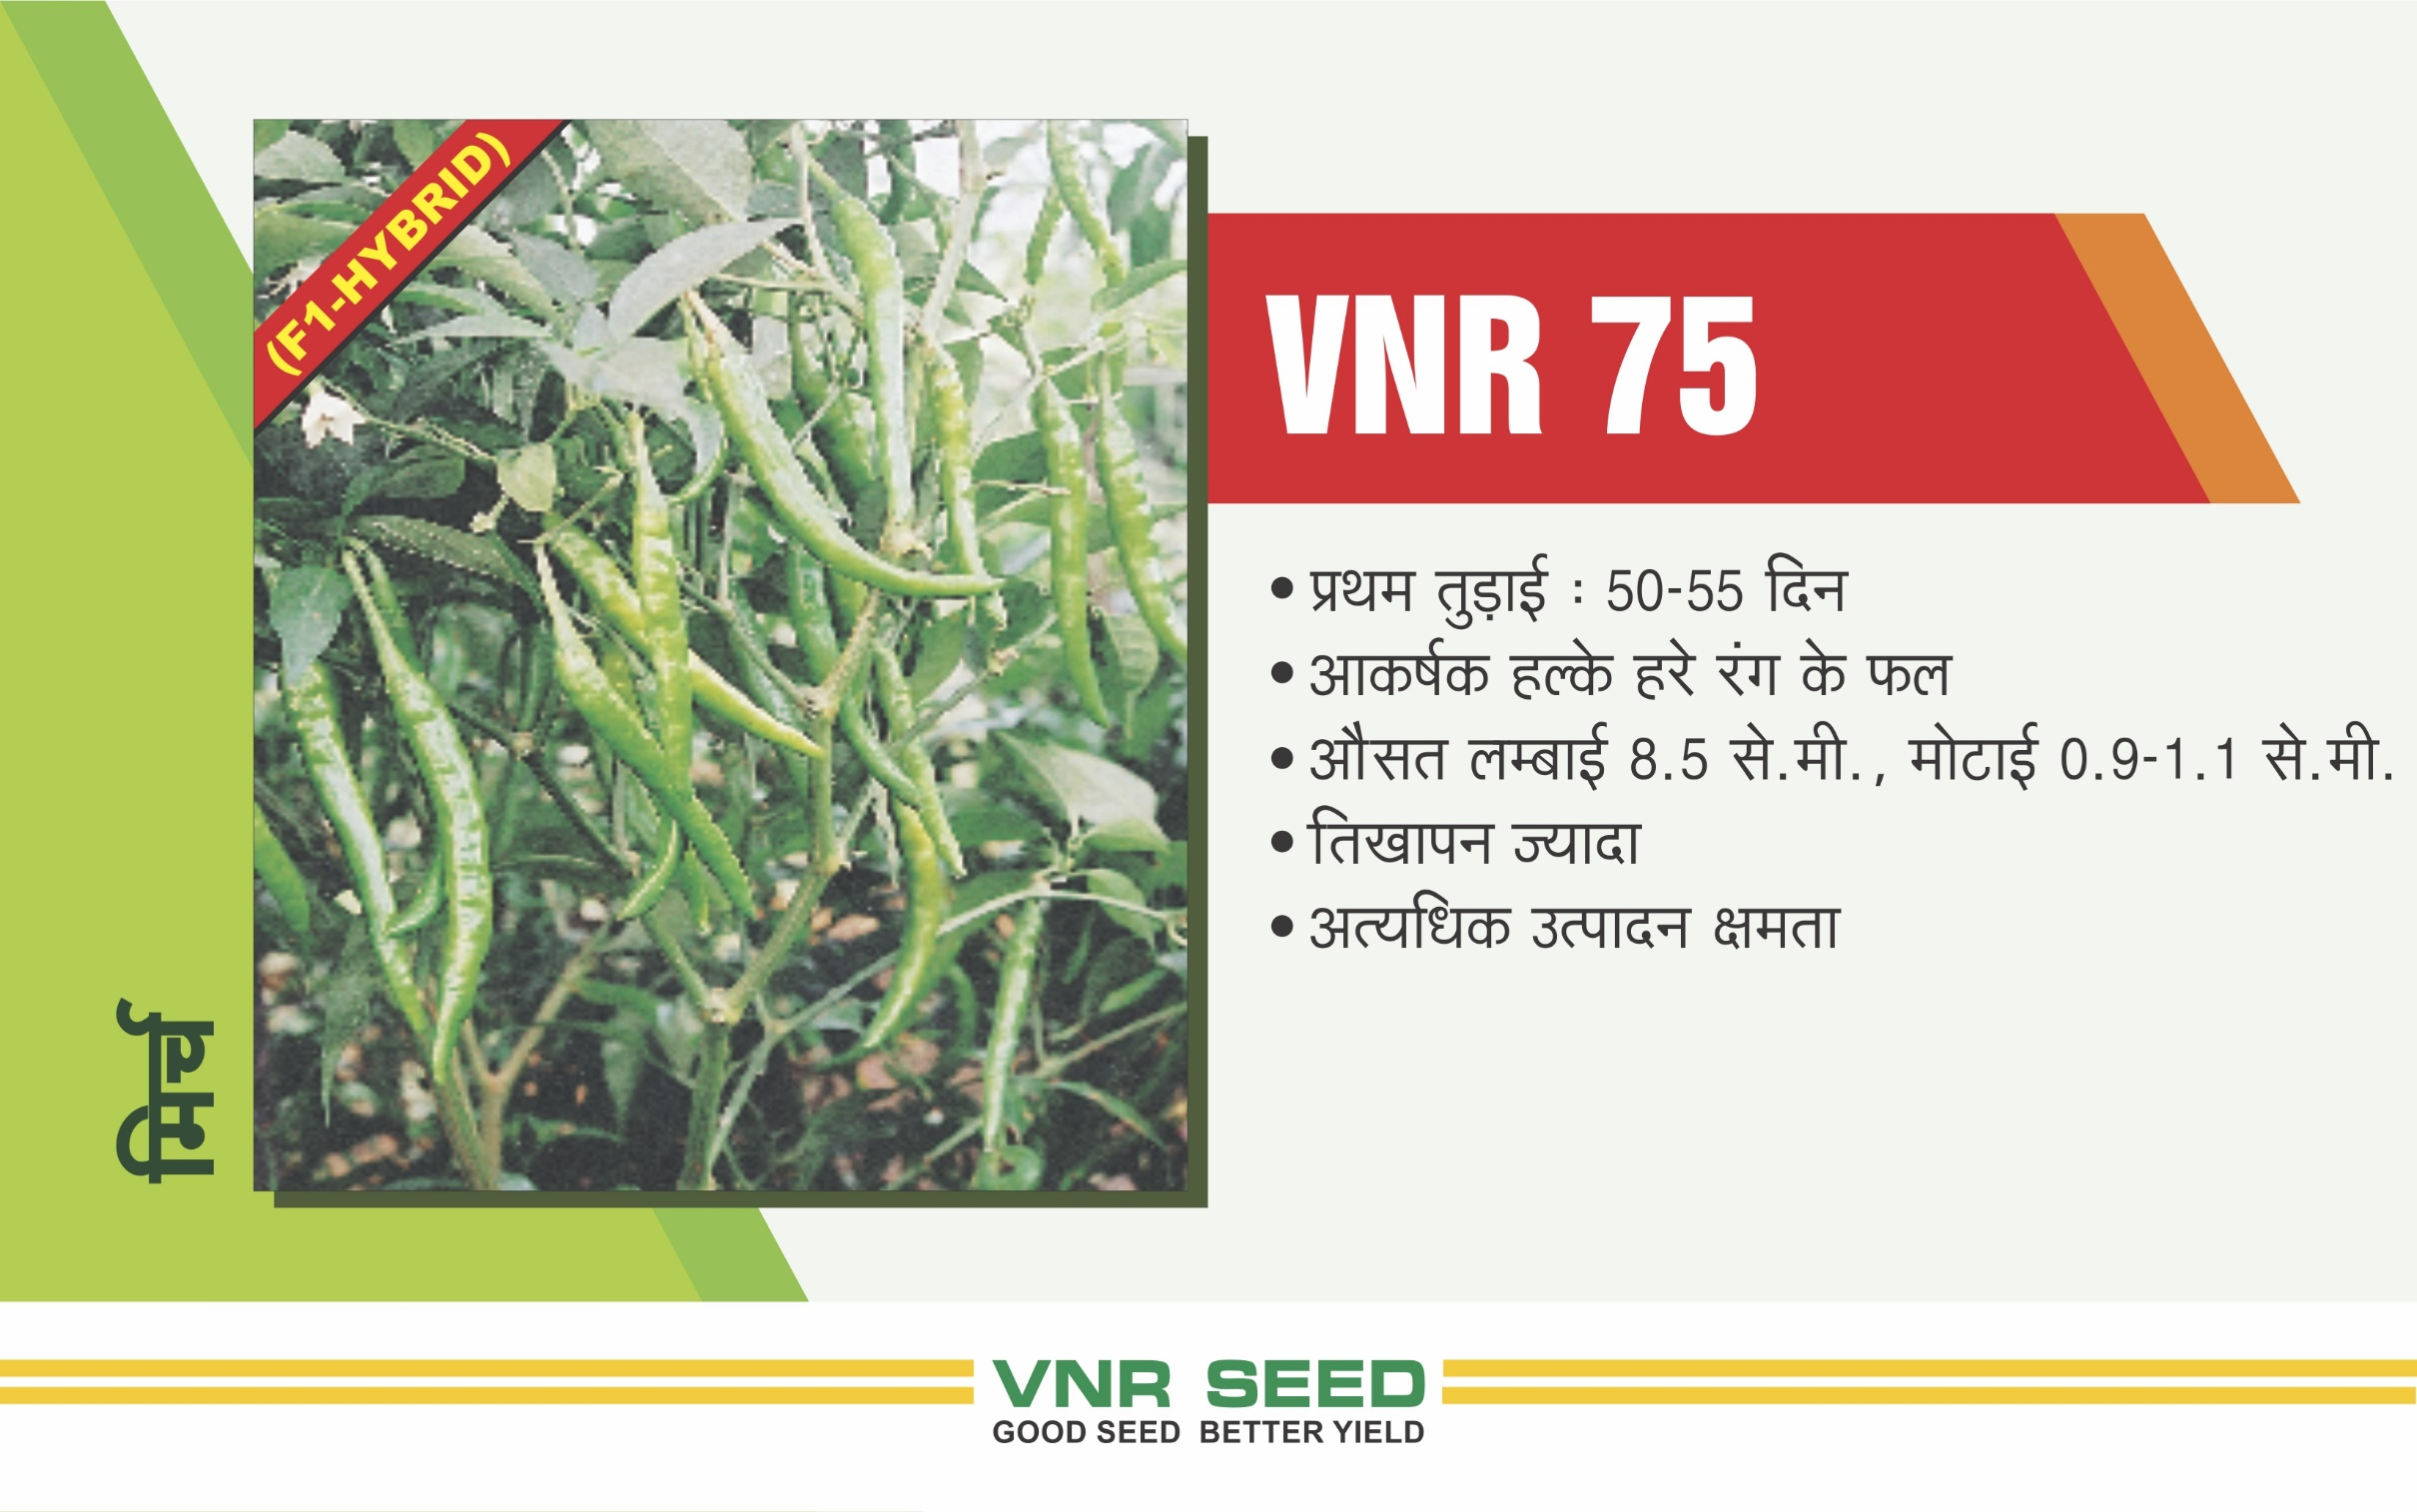 (F1-HYBRID)
VNR 75
• प्रथम तुड़ाई : 50-55 दिन
• आकर्षक हल्के हरे रंग के फल
• औसत लम्बाई 8.5 से.मी., मोटाई 0.9-1.1 से.मी.
• तिखापन ज्यादा
• अत्यधिक उत्पादन क्षमता
मिर्च
VNR SEED
GOOD SEED BETTER YIELD